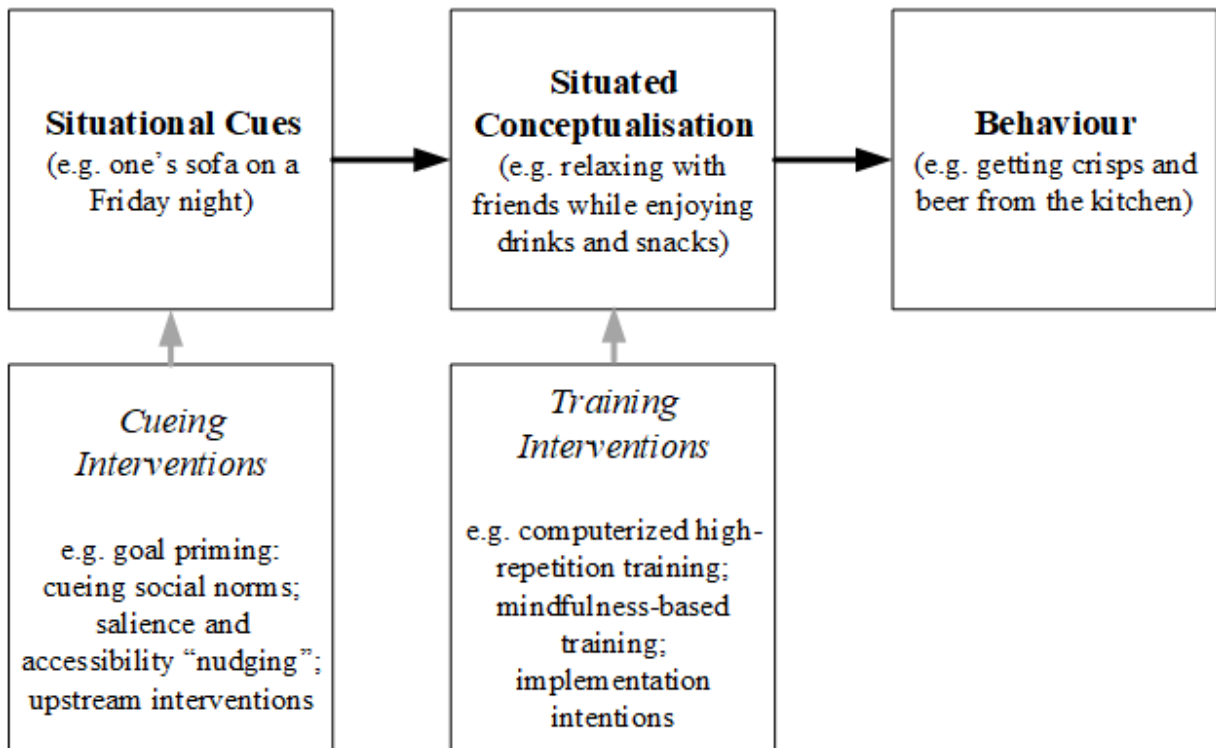 Situational Cues
(e.g. one’s sofa on a
Friday night)
Situated
Conceptualisation
(e.g. relaxing with
friends while enjoying
drinks and snacks)
Behaviour
(e.g. getting crisps and
beer from the kitchen)
Cueing
Interventions
e.g. goal priming:
cueing social norms;
salience and
accessibility “nudging”;
upstream interventions
Training
Interventions
e.g. computerized high-
repetition training;
mindfulness-based
training;
implementation
intentions